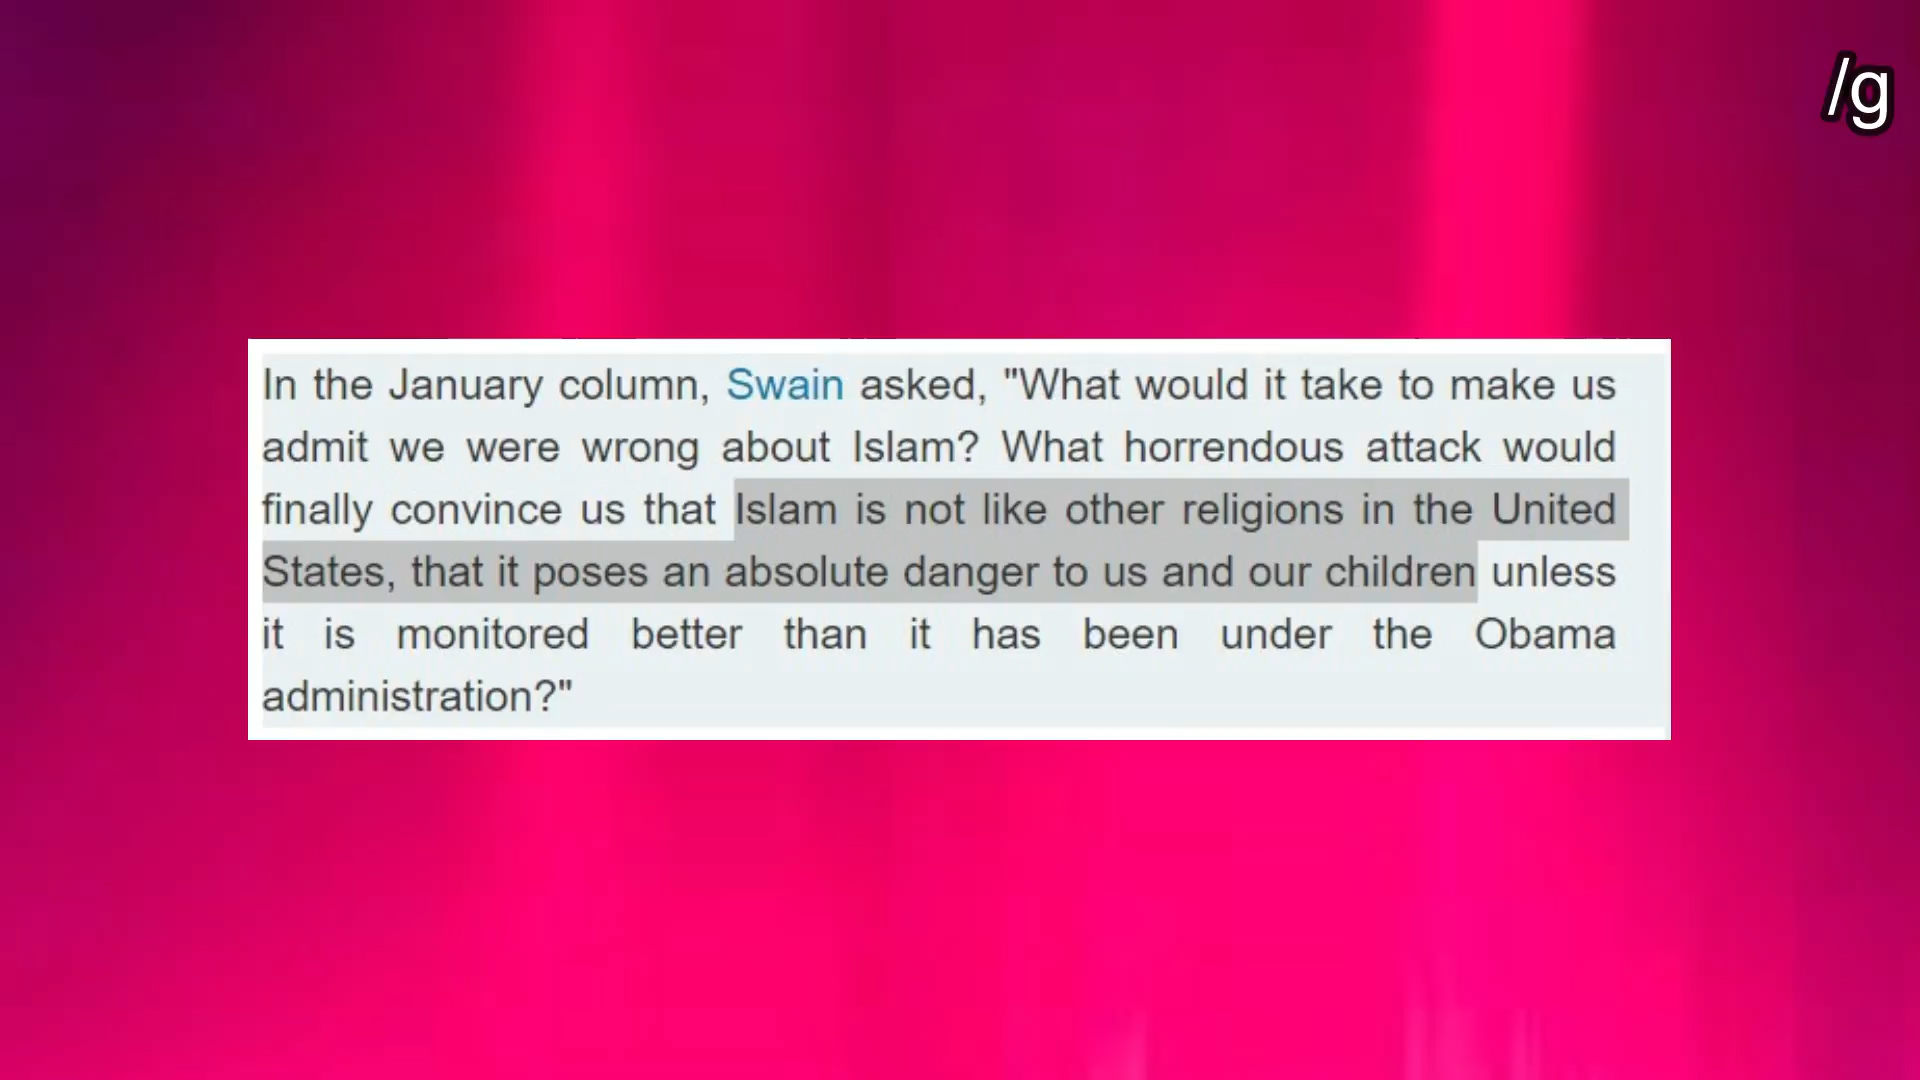 /g
In the January column, Swain asked, "What would it take to make us
admit we were wrong about Islam? What horrendous attack would
finally convince us that Islam is not like other religions in the United
States, that it poses an absolute danger to us and our children unless
it is monitored better than it has been under the Obama
administration?"